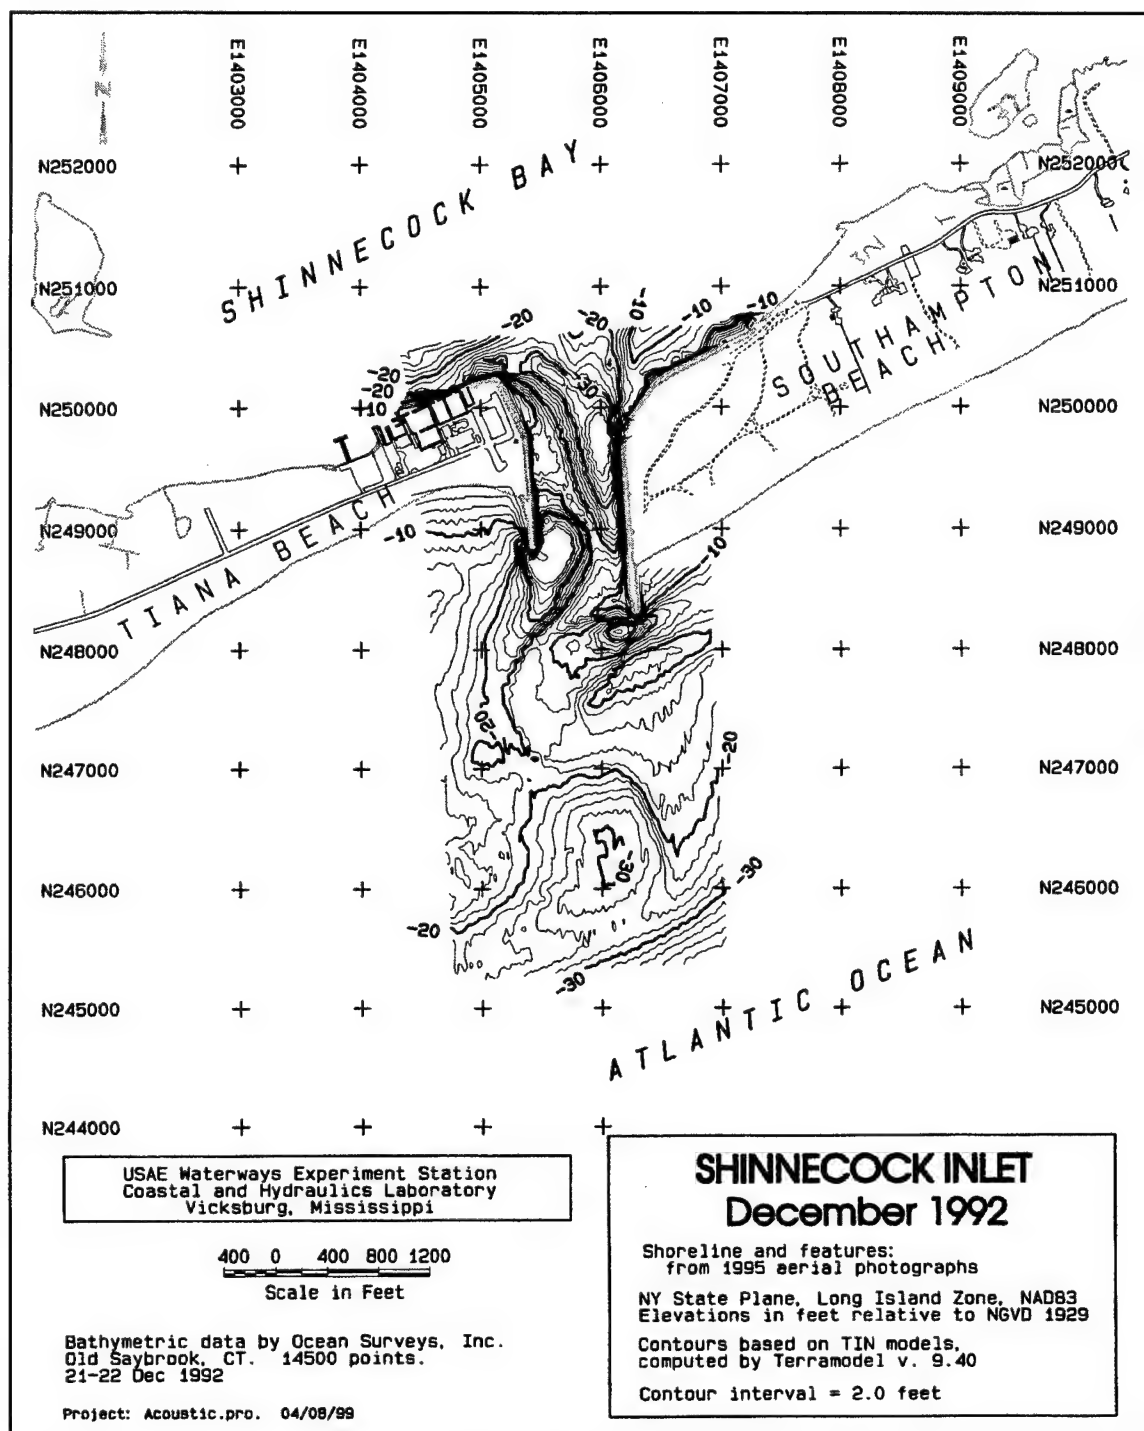 E1403000 E1404000 E1405000 E1406000 E1407000 E1408000 E1409000
N
N252000 N252000
SHINNECOCK BAY
N251000 N251000
-20 -20 -10 -10 -10
SOUTHAMPTON
BEACH
-20
-20
-30
N250000 -10 N250000
N249000 -10 N249000
TIANA BEACH
-10
N248000 N248000
-20
-20
N247000 N247000
-30
-30
N246000 N246000
-20
-30
ATLANTIC OCEAN
N245000 N245000
N244000
USAE Waterways Experiment Station
Coastal and Hydraulics Laboratory
Vicksburg, Mississippi
400 0 400 800 1200
Scale in Feet
Bathymetric data by Ocean Surveys, Inc.
Old Saybrook, CT. 14500 points.
21-22 Dec 1992
Project: Acoustic.pro. 04/08/99
SHINNECOCK INLET
December 1992
Shoreline and features:
from 1995 aerial photographs
NY State Plane, Long Island Zone, NAD83
Elevations in feet relative to NGVD 1929
Contours based on TIN models,
computed by Terramodel v. 9.40
Contour interval = 2.0 feet